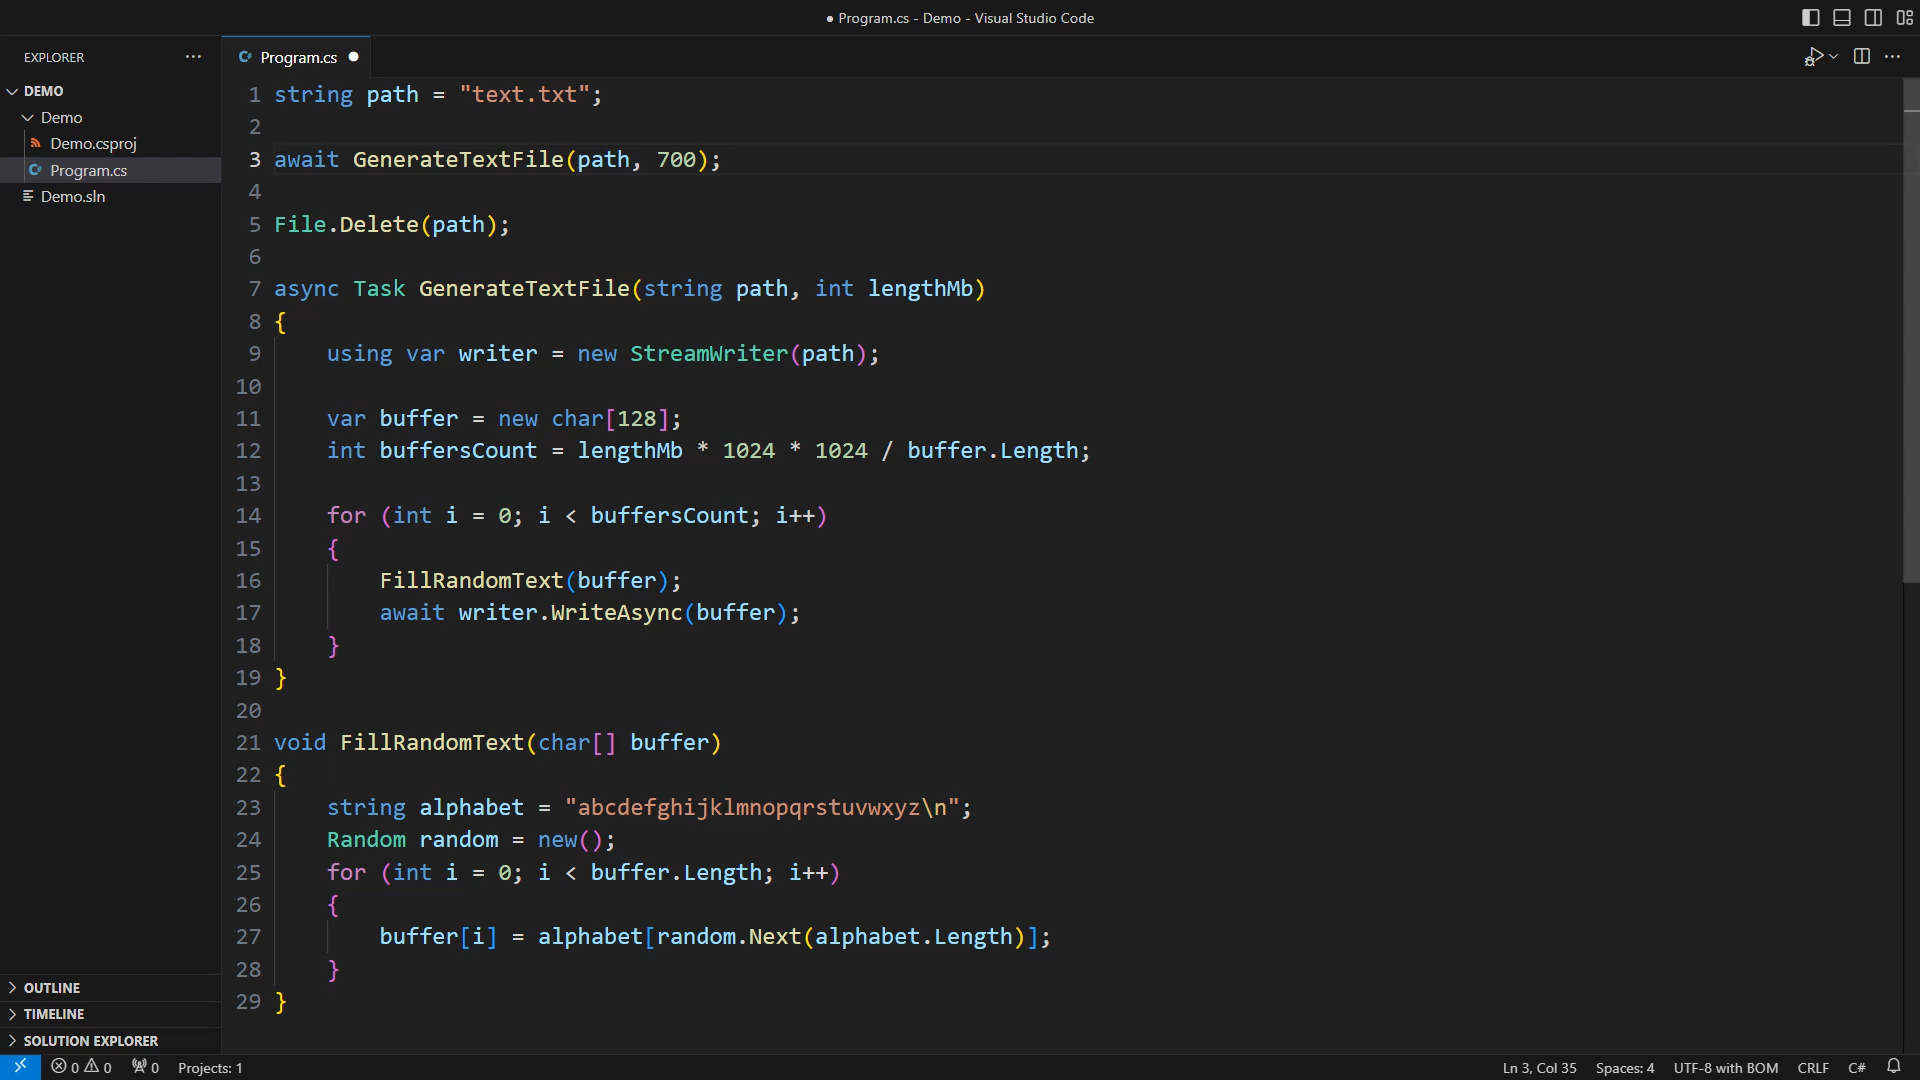 ● Program.cs - Demo - Visual Studio Code
EXPLORER
DEMO
Demo
Demo.csproj
Program.cs
Demo.sln
OUTLINE
TIMELINE
SOLUTION EXPLORER
Program.cs
1 string path = "text.txt";
2
3 await GenerateTextFile(path, 700);
4
5 File.Delete(path);
6
7 async Task GenerateTextFile(string path, int lengthMb)
8 {
9     using var writer = new StreamWriter(path);
10
11     var buffer = new char[128];
12     int buffersCount = lengthMb * 1024 * 1024 / buffer.Length;
13
14     for (int i = 0; i < buffersCount; i++)
15     {
16         FillRandomText(buffer);
17         await writer.WriteAsync(buffer);
18     }
19 }
20
21 void FillRandomText(char[] buffer)
22 {
23     string alphabet = "abcdefghijklmnopqrstuvwxyz\n";
24     Random random = new();
25     for (int i = 0; i < buffer.Length; i++)
26     {
27         buffer[i] = alphabet[random.Next(alphabet.Length)];
28     }
29 }
0 0 0 Projects: 1
Ln 3, Col 35 Spaces: 4 UTF-8 with BOM CRLF C#